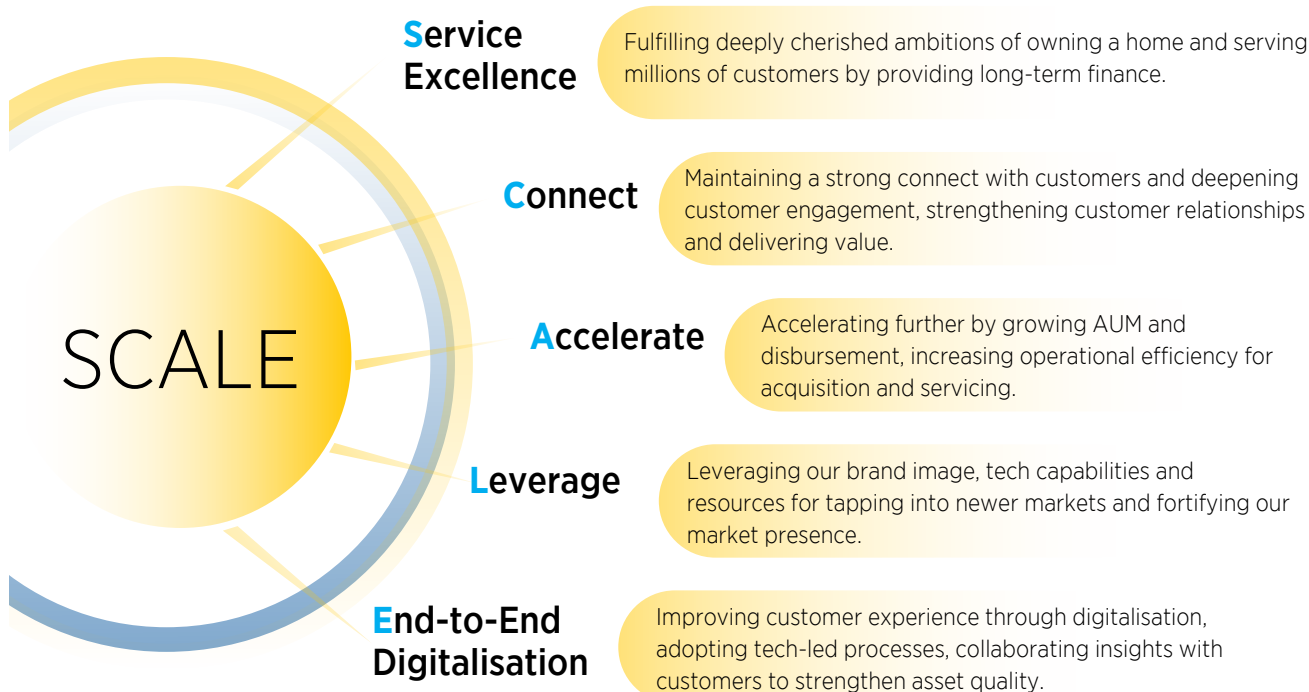 SCALE
Service
Excellence
Fulfilling deeply cherished ambitions of owning a home and serving
millions of customers by providing long-term finance.
Connect
Maintaining a strong connect with customers and deepening
customer engagement, strengthening customer relationships
and delivering value.
Accelerate
Accelerating further by growing AUM and
disbursement, increasing operational efficiency for
acquisition and servicing.
Leverage
Leveraging our brand image, tech capabilities and
resources for tapping into newer markets and fortifying our
market presence.
End-to-End
Digitalisation
Improving customer experience through digitalisation,
adopting tech-led processes, collaborating insights with
customers to strengthen asset quality.